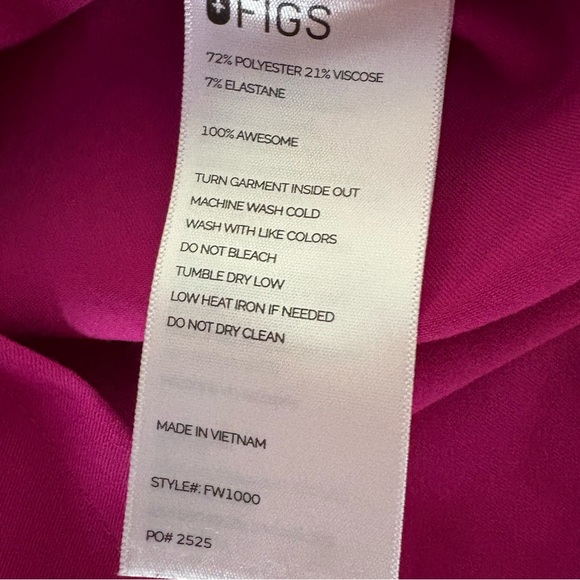 FIGS
72% POLYESTER 21% VISCOSE
7% ELASTANE
100% AWESOME
TURN GARMENT INSIDE OUT
MACHINE WASH COLD
WASH WITH LIKE COLORS
DO NOT BLEACH
TUMBLE DRY LOW
LOW HEAT IRON IF NEEDED
DO NOT DRY CLEAN
MADE IN VIETNAM
STYLE#: FW1000
PO# 2525